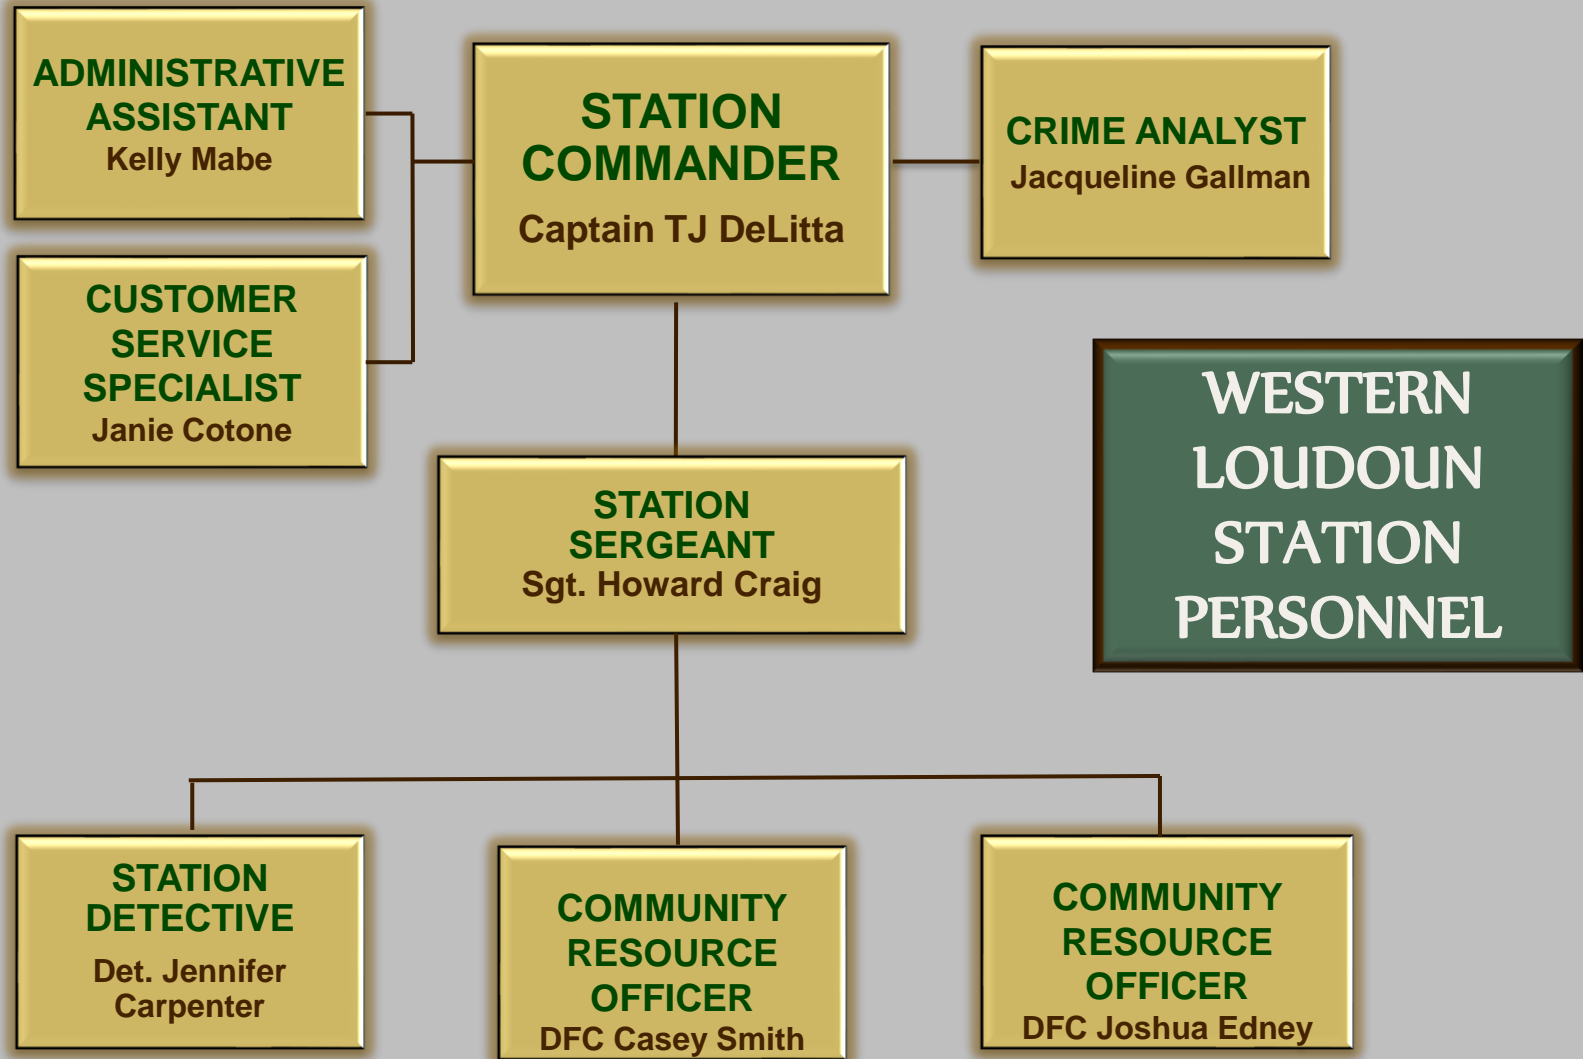 ADMINISTRATIVE
ASSISTANT
Kelly Mabe
STATION
COMMANDER
Captain TJ DeLitta
CRIME ANALYST
Jacqueline Gallman
CUSTOMER
SERVICE
SPECIALIST
Janie Cotone
WESTERN
LOUDOUN
STATION
PERSONNEL
STATION
SERGEANT
Sgt. Howard Craig
STATION
DETECTIVE
Det. Jennifer
Carpenter
COMMUNITY
RESOURCE
OFFICER
DFC Casey Smith
COMMUNITY
RESOURCE
OFFICER
DFC Joshua Edney